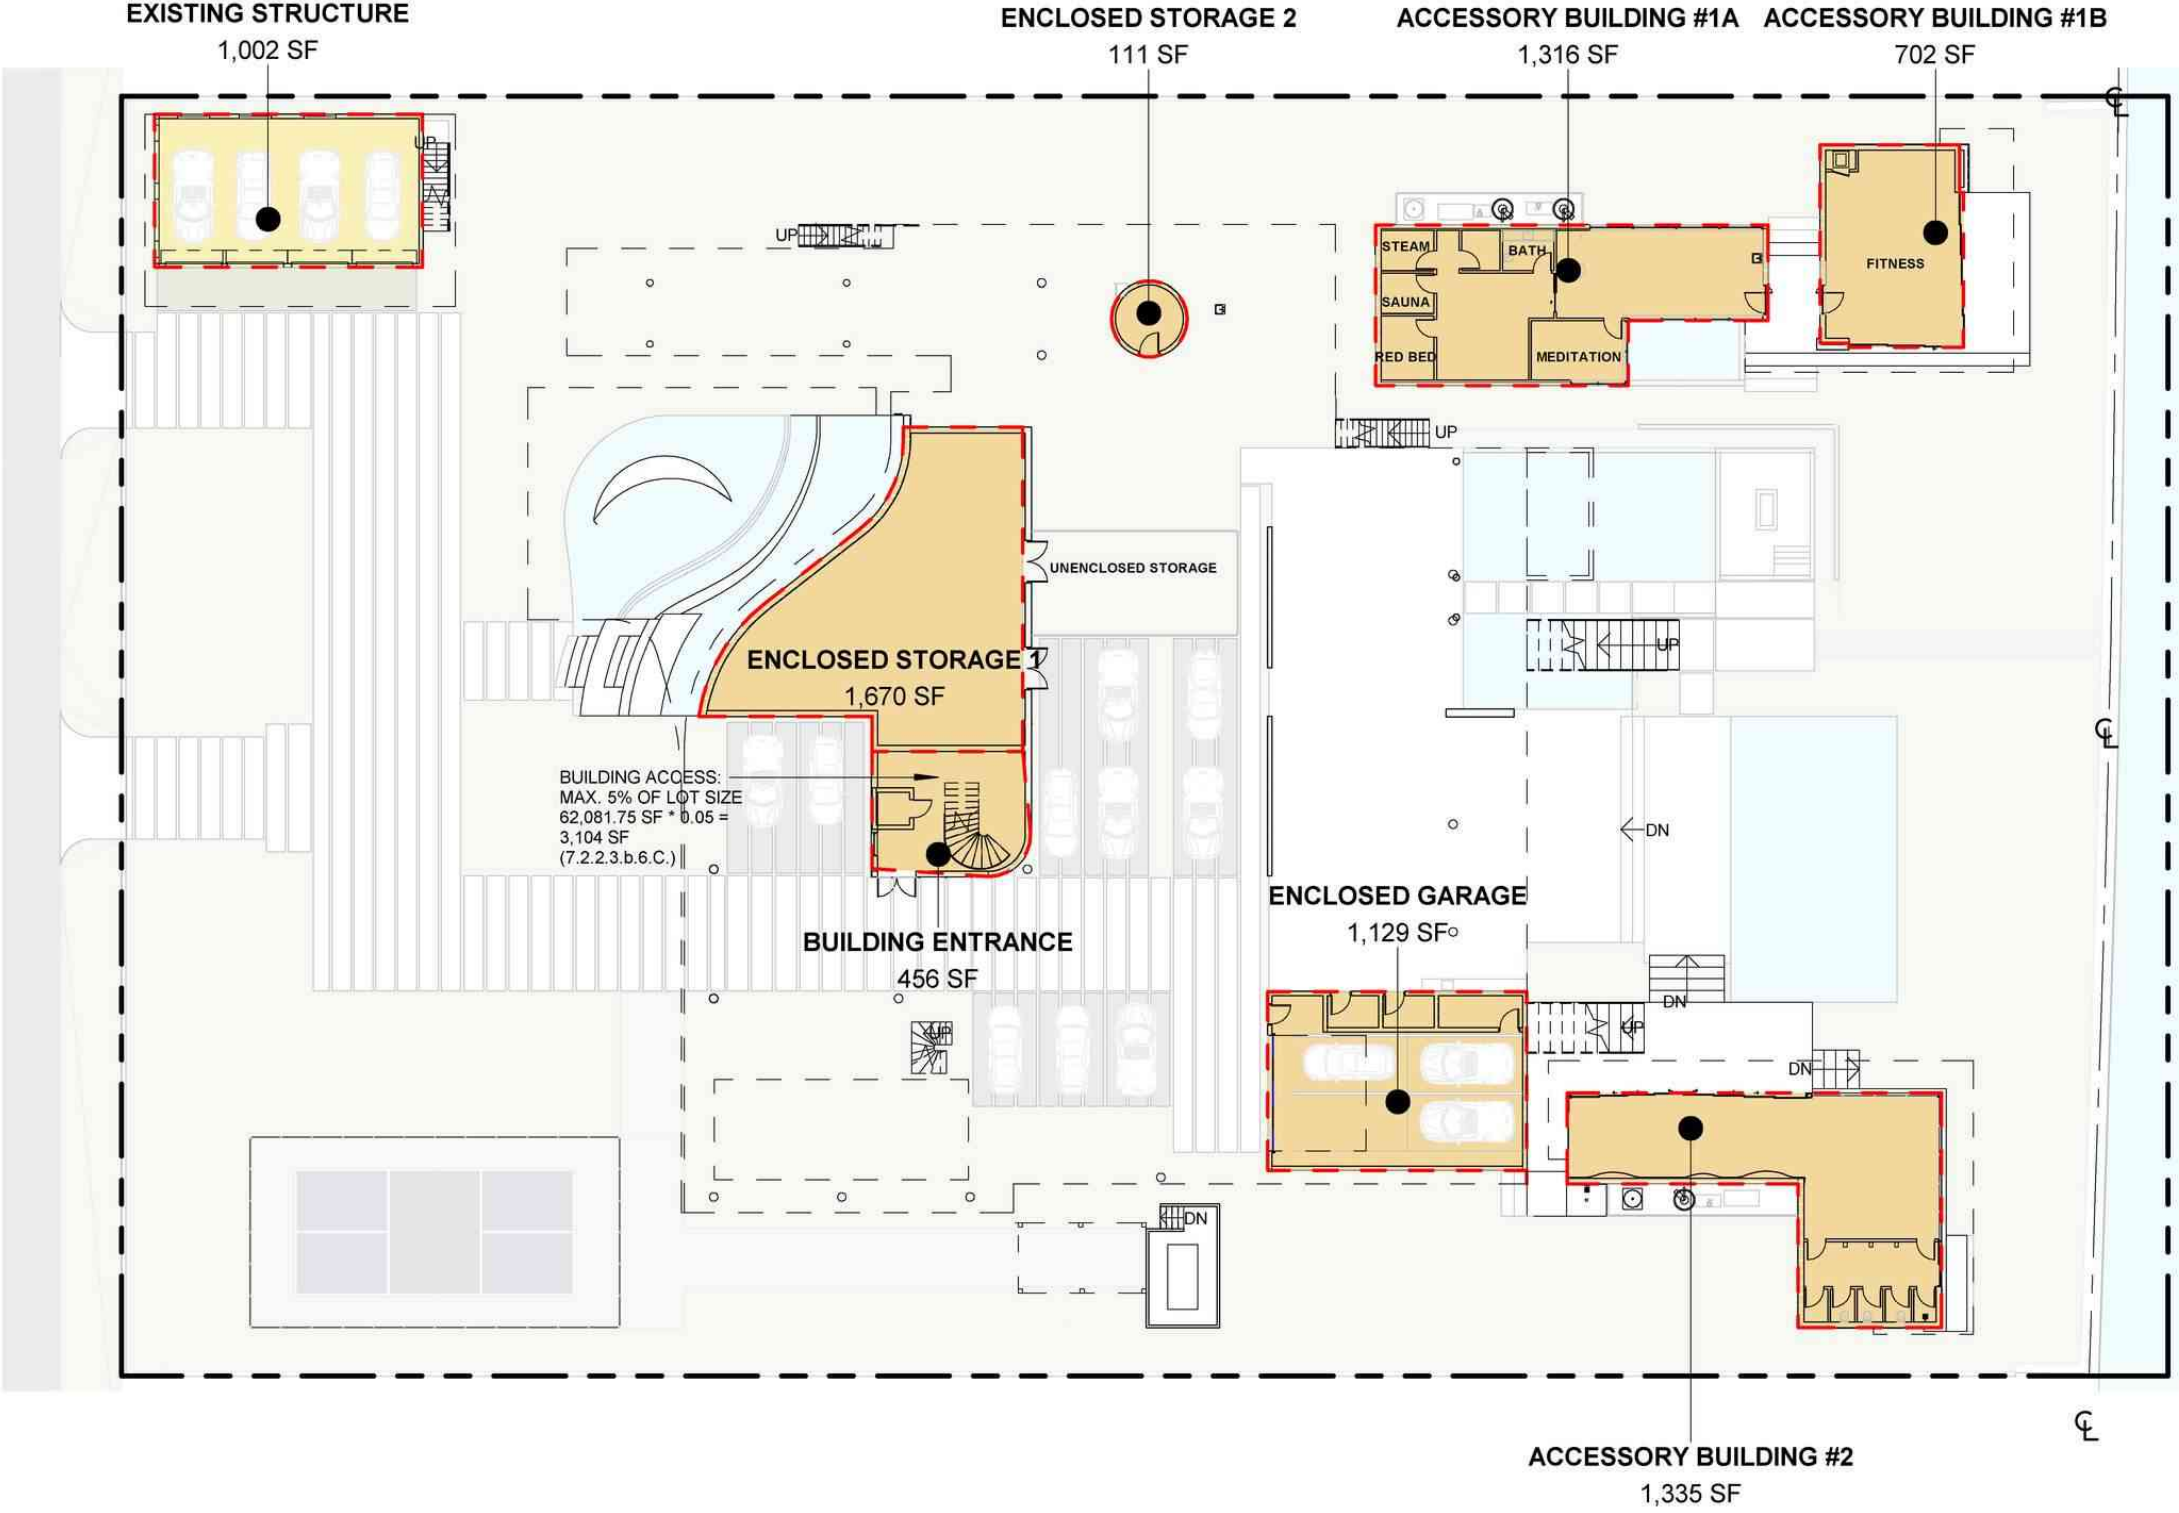 EXISTING STRUCTURE
1,002 SF
ENCLOSED STORAGE 2
111 SF
ACCESSORY BUILDING #1A
1,316 SF
ACCESSORY BUILDING #1B
702 SF
UP
UP
STEAM
BATH
SAUNA
RED BED
MEDITATION
FITNESS
UP
UNENCLOSED STORAGE
ENCLOSED STORAGE 1
1,670 SF
UP
BUILDING ACCESS:
MAX. 5% OF LOT SIZE
62,081.75 SF * 0.05 =
3,104 SF
(7.2.2.3.b.6.C.)
DN
ENCLOSED GARAGE
1,129 SF
BUILDING ENTRANCE
456 SF
DN
UP
UP
DN
DN
ACCESSORY BUILDING #2
1,335 SF